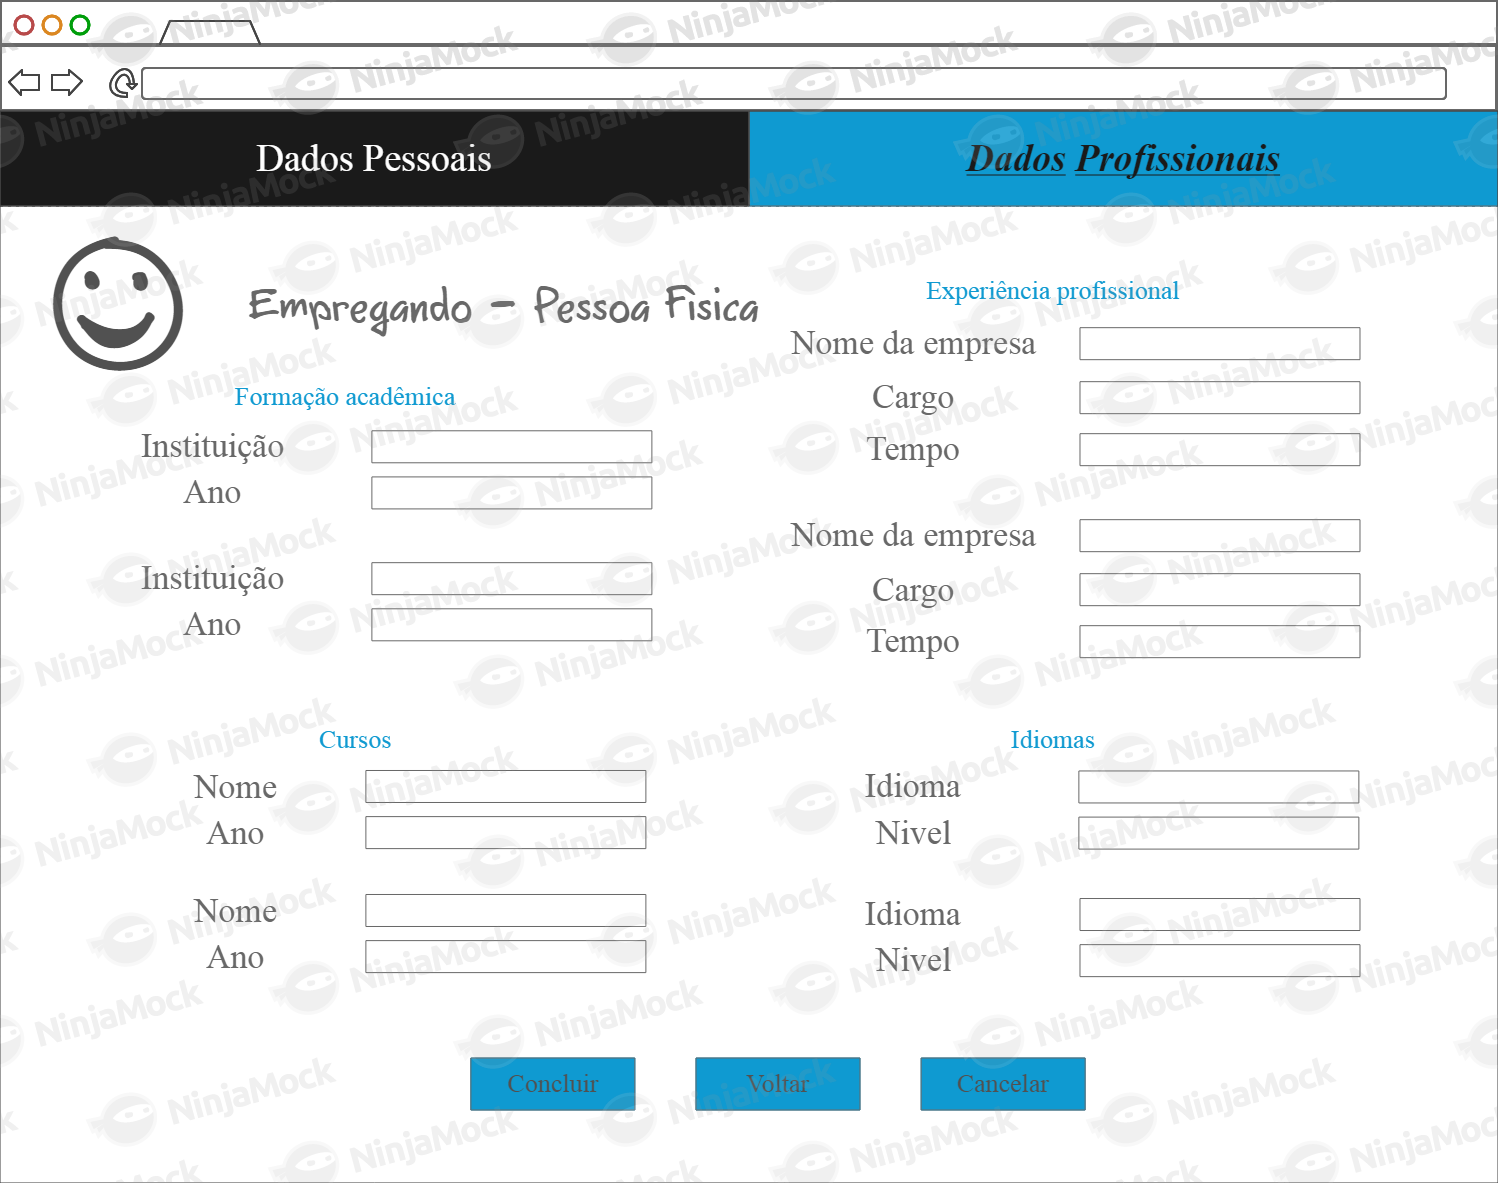 Dados Pessoais
Dados Profissionais
Empregando - Pessoa Fisica
Formação acadêmica
Instituição
Ano
Instituição
Ano
Experiência profissional
Nome da empresa
Cargo
Tempo
Nome da empresa
Cargo
Tempo
Cursos
Nome
Ano
Nome
Ano
Idiomas
Idioma
Nivel
Idioma
Nivel
Concluir
Voltar
Cancelar
NinjaMock